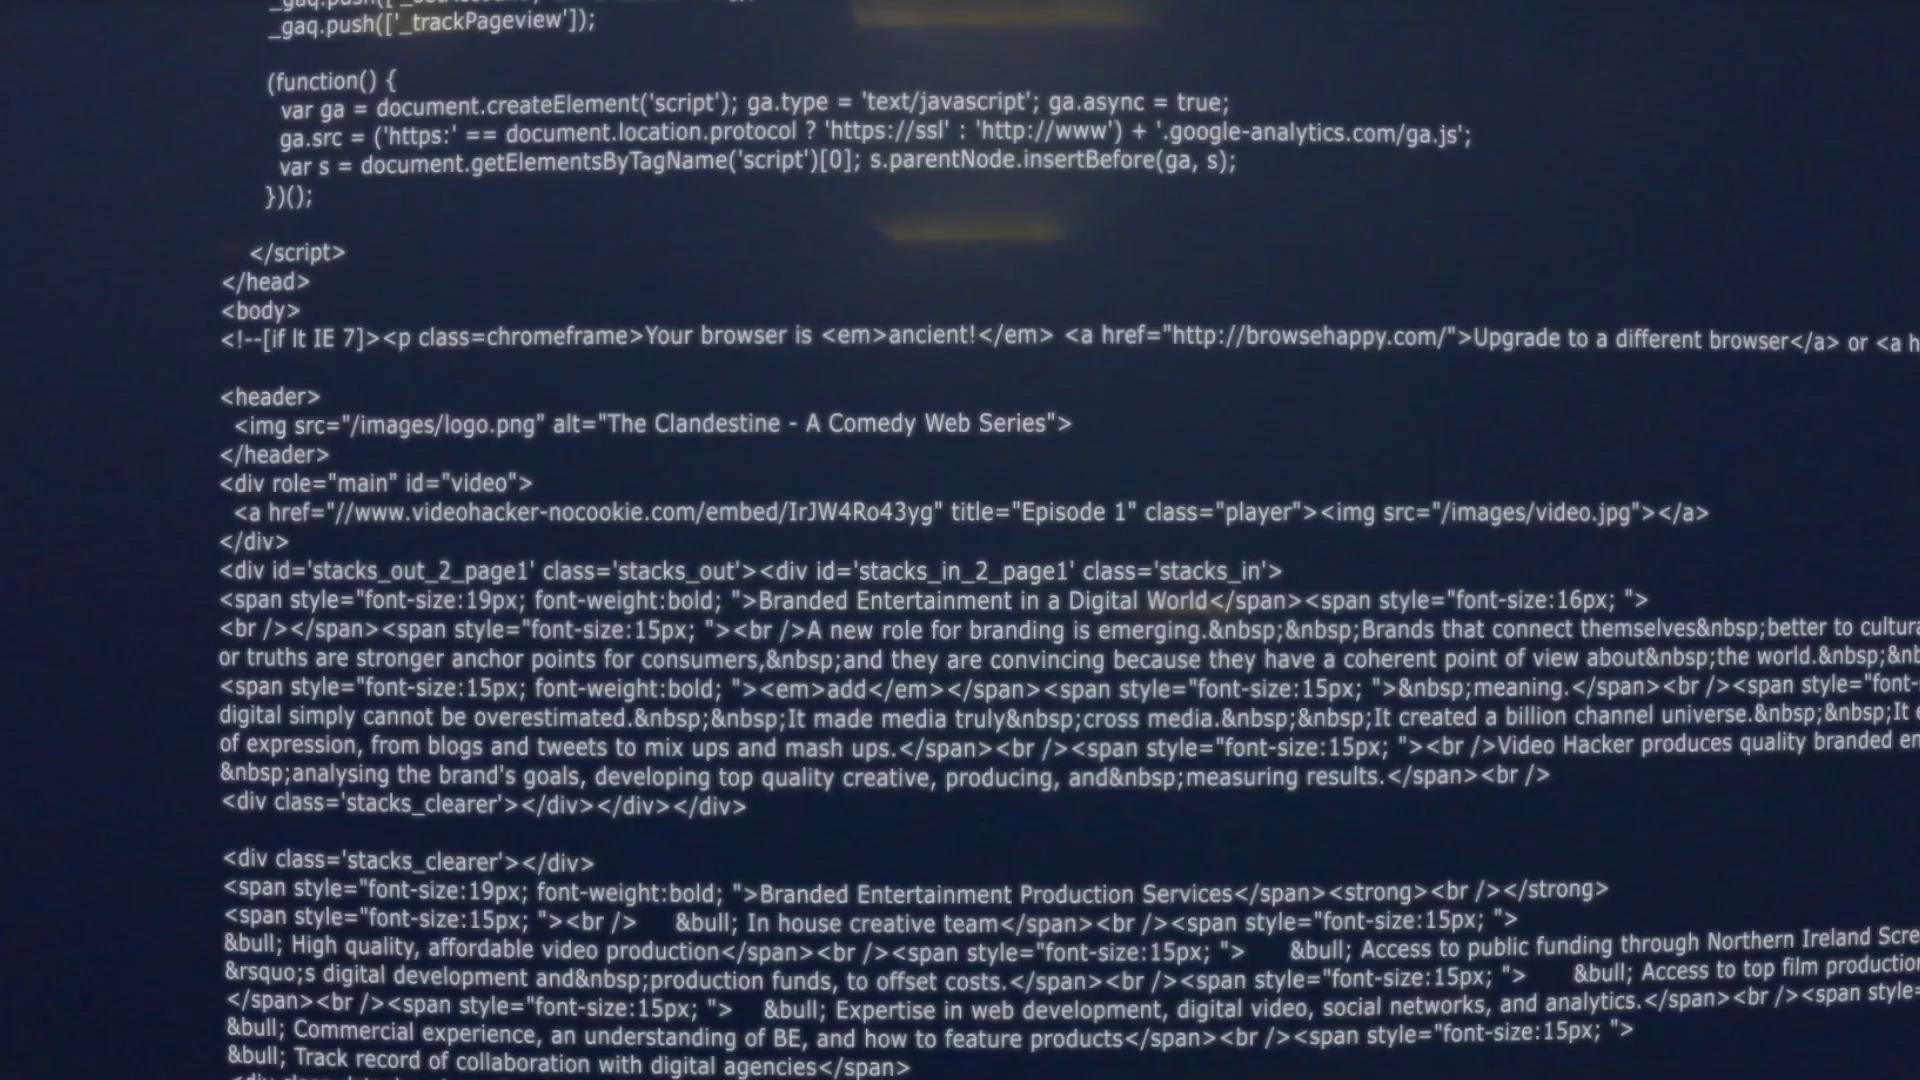 _gaq.push(['_trackPageview']);
(function() {
var ga = document.createElement('script'); ga.type = 'text/javascript'; ga.async = true;
ga.src = ('https:' == document.location.protocol ? 'https://ssl' : 'http://www') + '.google-analytics.com/ga.js';
var s = document.getElementsByTagName('script')[0]; s.parentNode.insertBefore(ga, s);
})();
</script>
</head>
<body>
<!--[if lt IE 7]><p class=chromeframe>Your browser is <em>ancient!</em> <a href="http://browsehappy.com/">Upgrade to a different browser</a> or <a h
<header>
<img src="/images/logo.png" alt="The Clandestine - A Comedy Web Series">
</header>
<div role="main" id="video">
<a href="//www.videohacker-nocookie.com/embed/IrJW4Ro43yg" title="Episode 1" class="player"><img src="/images/video.jpg"></a>
</div>
<div id='stacks_out_2_page1' class='stacks_out'><div id='stacks_in_2_page1' class='stacks_in'>
<span style="font-size:19px; font-weight:bold; ">Branded Entertainment in a Digital World</span><span style="font-size:16px; ">
<br /></span><span style="font-size:15px; "><br />A new role for branding is emerging.&nbsp;&nbsp;Brands that connect themselves&nbsp;better to cultura
or truths are stronger anchor points for consumers,&nbsp;and they are convincing because they have a coherent point of view about&nbsp;the world.&nbsp;&nb
<span style="font-size:15px; font-weight:bold; "><em>add</em></span><span style="font-size:15px; ">&nbsp;meaning.</span><br /><span style="font-
digital simply cannot be overestimated.&nbsp;&nbsp;It made media truly&nbsp;cross media.&nbsp;&nbsp;It created a billion channel universe.&nbsp;&nbsp;It
of expression, from blogs and tweets to mix ups and mash ups.</span><br /><span style="font-size:15px; "><br />Video Hacker produces quality branded en
&nbsp;analysing the brand's goals, developing top quality creative, producing, and&nbsp;measuring results.</span><br />
<div class='stacks_clearer'></div></div></div>
<div class='stacks_clearer'></div>
<span style="font-size:19px; font-weight:bold; ">Branded Entertainment Production Services</span><strong><br /></strong>
<span style="font-size:15px; "><br /> &bull; In house creative team</span><br /><span style="font-size:15px; ">
&bull; High quality, affordable video production</span><br /><span style="font-size:15px; "> &bull; Access to public funding through Northern Ireland Scre
&rsquo;s digital development and&nbsp;production funds, to offset costs.</span><br /><span style="font-size:15px; "> &bull; Access to top film production
</span><br /><span style="font-size:15px; "> &bull; Expertise in web development, digital video, social networks, and analytics.</span><br /><span style=
&bull; Commercial experience, an understanding of BE, and how to feature products</span><br /><span style="font-size:15px; ">
&bull; Track record of collaboration with digital agencies</span>